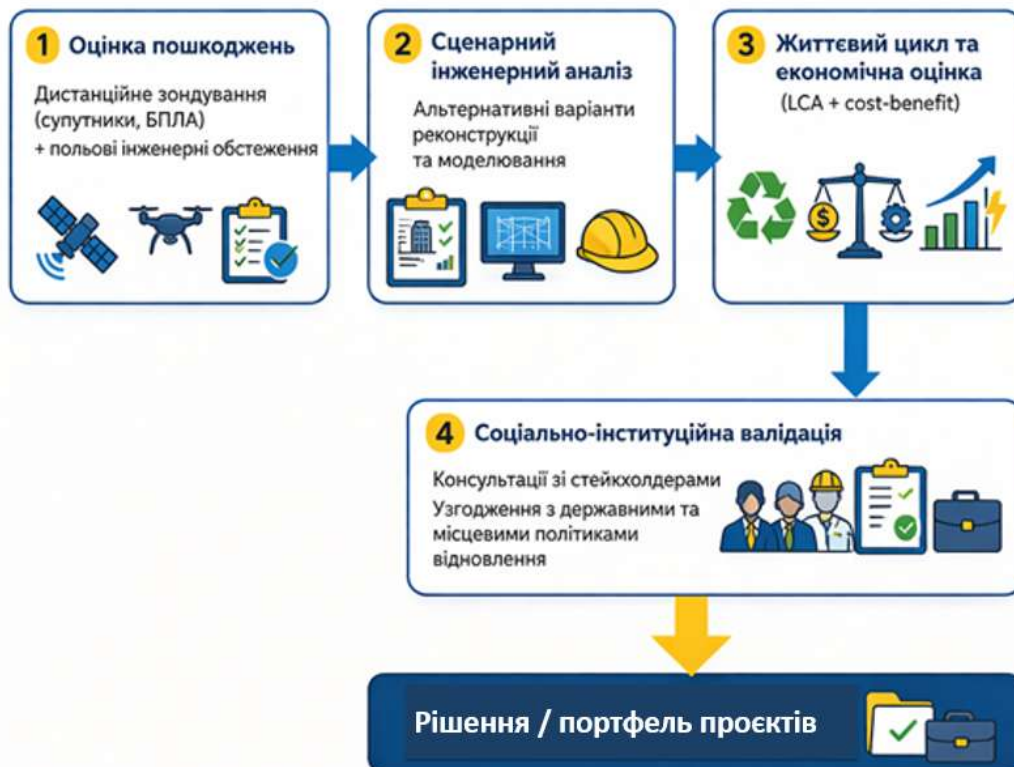 1 Оцінка пошкоджень
Дистанційне зондування
(супутники, БПЛА)
+ польові інженерні обстеження
2 Сценарний
інженерний аналіз
Альтернативні варіанти
реконструкції
та моделювання
3 Життєвий цикл та
економічна оцінка
(LCA + cost-benefit)
$
4 Соціально-інституційна валідація
Консультації зі стейкхолдерами
Узгодження з державними та
місцевими політиками
відновлення
Рішення / портфель проєктів